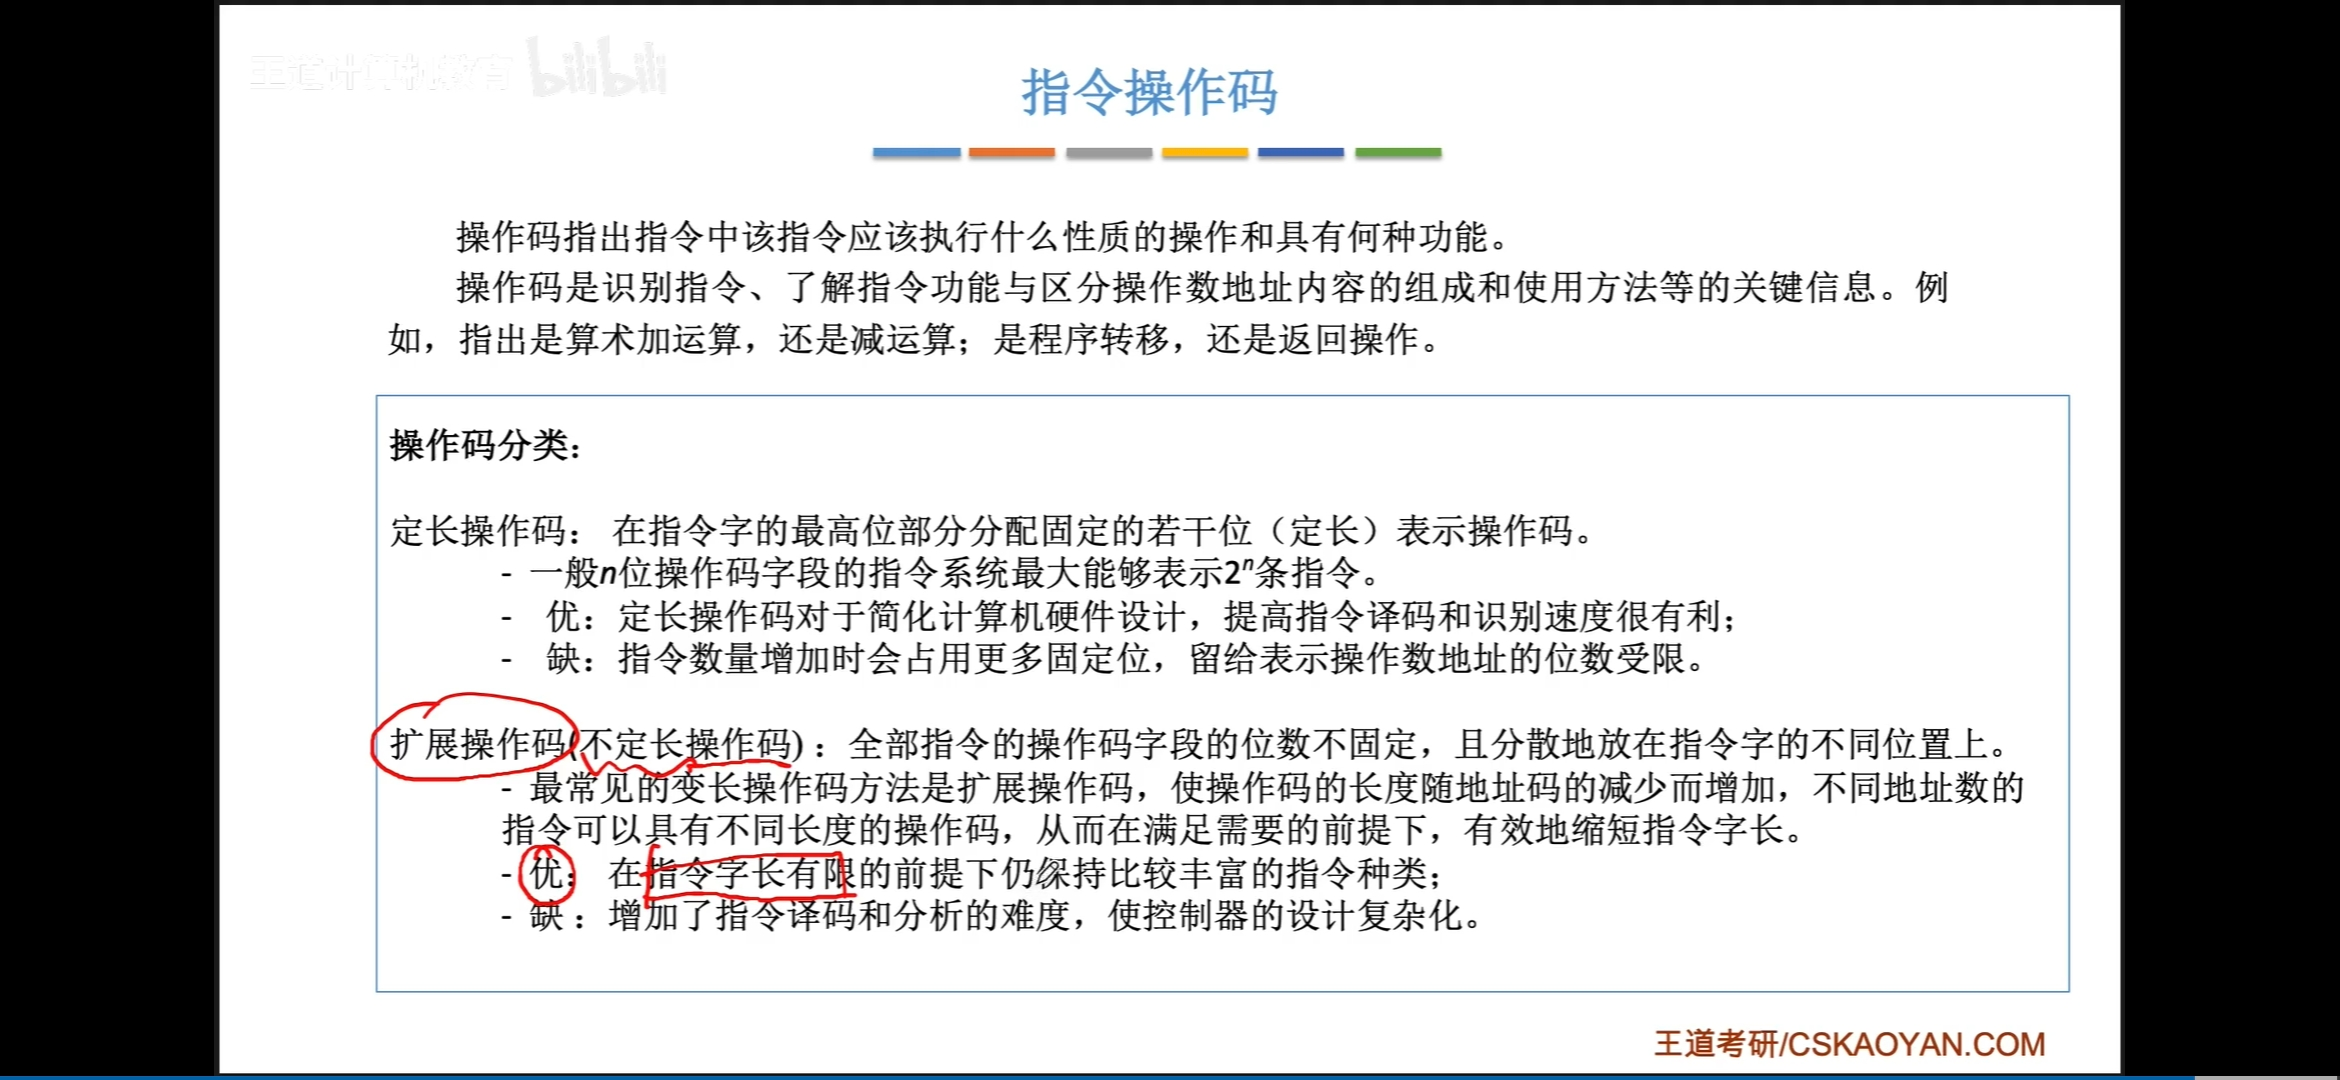 王道计算机教育 bilibili
指令操作码
操作码指出指令中该指令应该执行什么性质的操作和具有何种功能。
操作码是识别指令、了解指令功能与区分操作数地址内容的组成和使用方法等的关键信息。例
如，指出是算术加运算，还是减运算；是程序转移，还是返回操作。
操作码分类：
定长操作码： 在指令字的最高位部分分配固定的若干位（定长）表示操作码。
- 一般n位操作码字段的指令系统最大能够表示2ⁿ条指令。
- 优：定长操作码对于简化计算机硬件设计，提高指令译码和识别速度很有利；
- 缺：指令数量增加时会占用更多固定位，留给表示操作数地址的位数受限。
扩展操作码(不定长操作码)：全部指令的操作码字段的位数不固定，且分散地放在指令字的不同位置上。
- 最常见的变长操作码方法是扩展操作码，使操作码的长度随地址码的减少而增加，不同地址数的
指令可以具有不同长度的操作码，从而在满足需要的前提下，有效地缩短指令字长。
- 优： 在指令字长有限的前提下仍保持比较丰富的指令种类；
- 缺：增加了指令译码和分析的难度，使控制器的设计复杂化。
王道考研/CSKAOYAN.COM